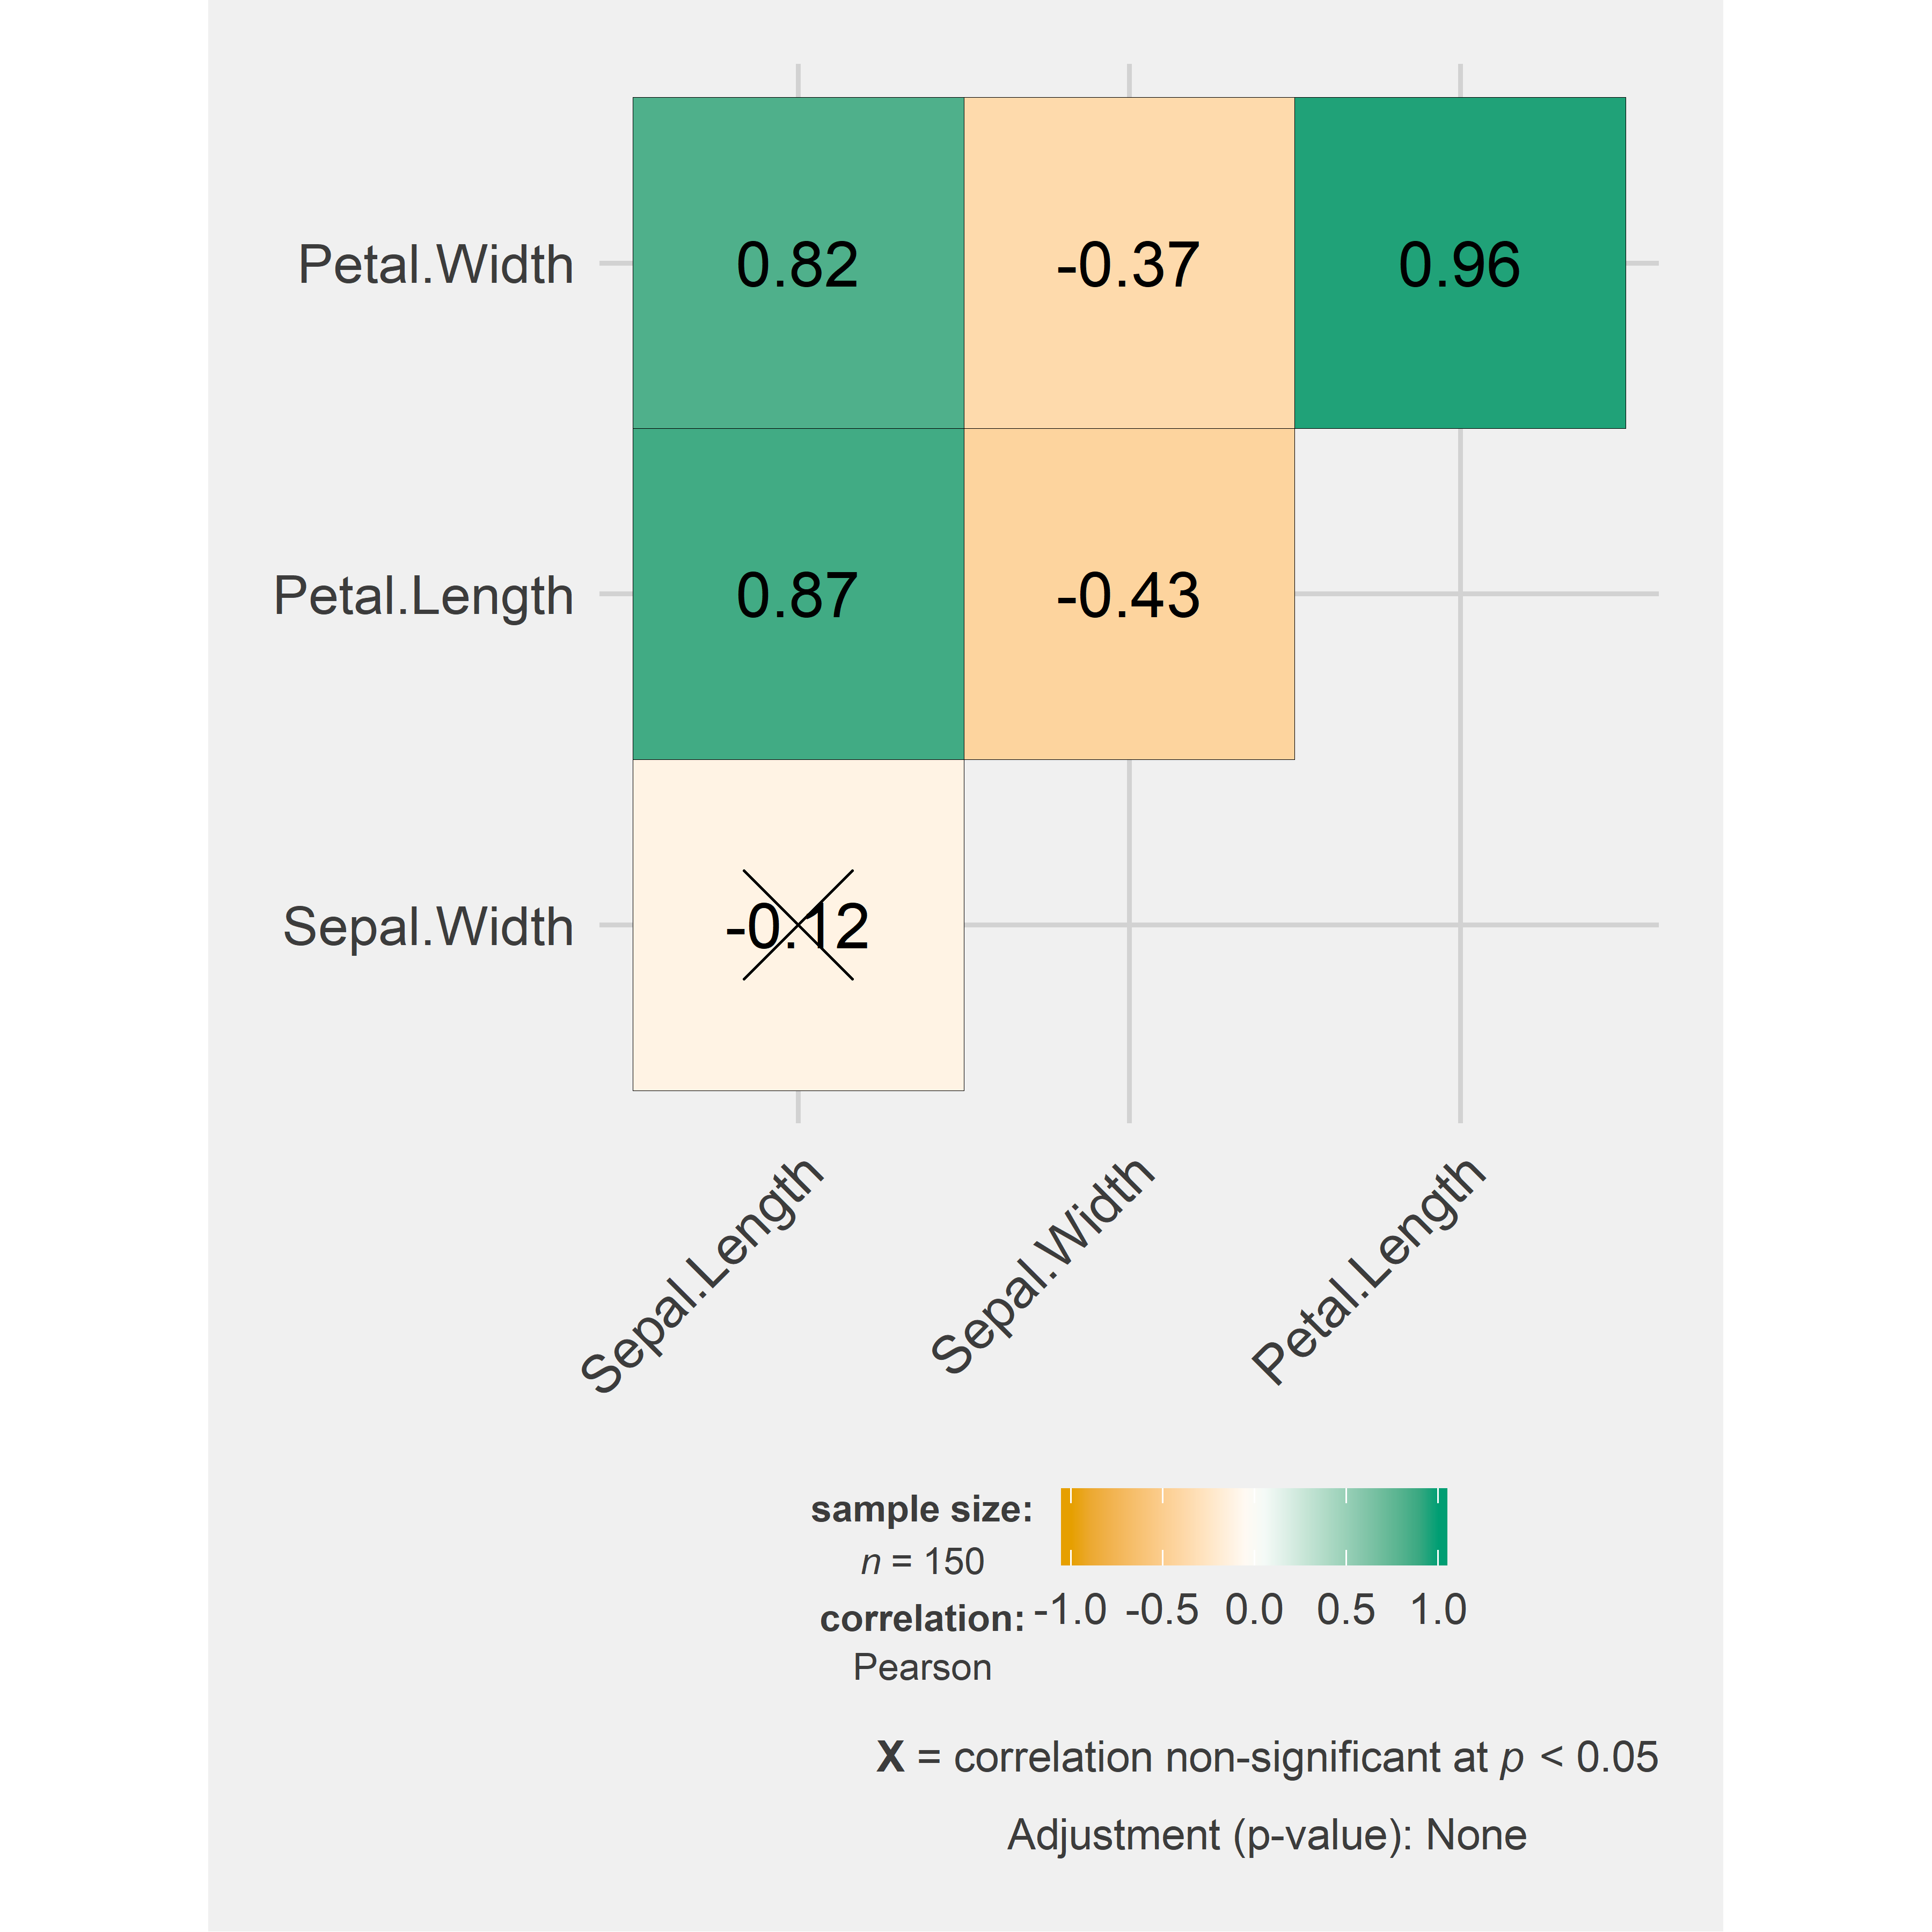 Petal.Width 0.82 -0.37 0.96
Petal.Length 0.87 -0.43
Sepal.Width -0.12
Sepal.Length Sepal.Width Petal.Length
sample size:
n = 150
correlation:
Pearson
-1.0 -0.5 0.0 0.5 1.0
X = correlation non-significant at p < 0.05
Adjustment (p-value): None